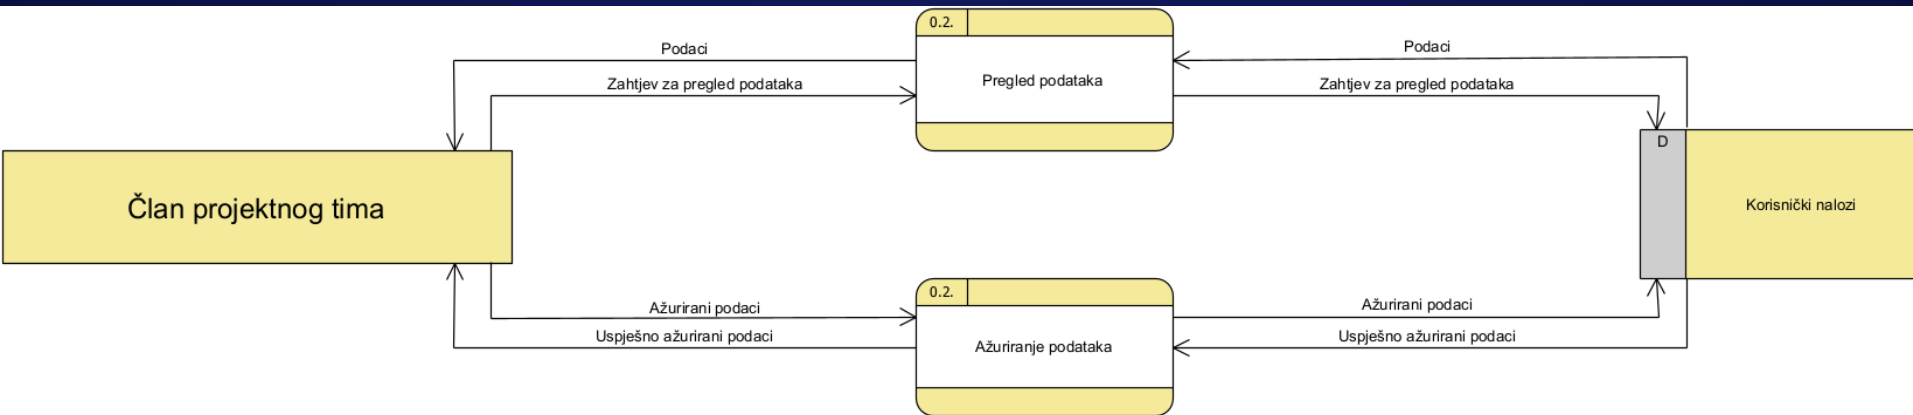 0.2.
Podaci
Podaci
Pregled podataka
Zahtjev za pregled podataka
Zahtjev za pregled podataka
D
Član projektnog tima
Korisnički nalozi
0.2.
Ažurirani podaci
Ažurirani podaci
Uspješno ažurirani podaci
Uspješno ažurirani podaci
Ažuriranje podataka